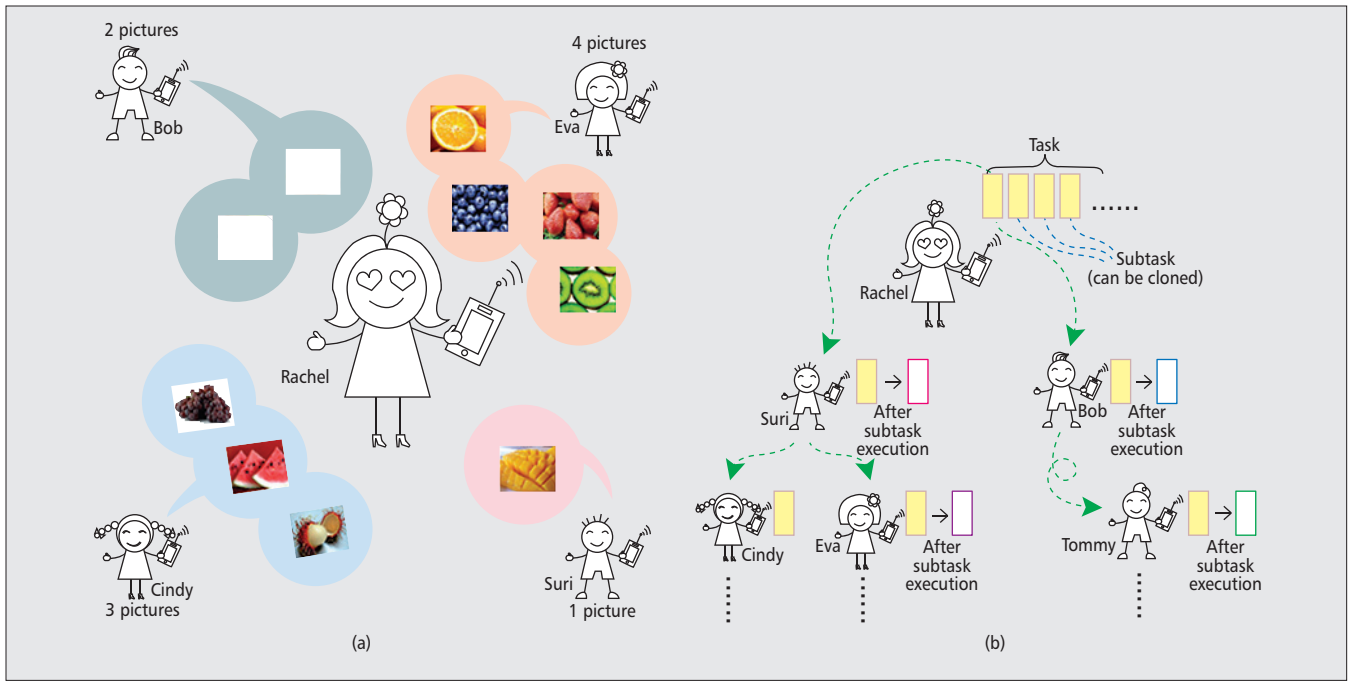 2 pictures
Bob
4 pictures
Eva
Rachel
Cindy
3 pictures
Suri
1 picture
(a)
Task
Subtask
(can be cloned)
Rachel
Suri
After
subtask
execution
Bob
After
subtask
execution
Cindy
Eva
After
subtask
execution
Tommy
After
subtask
execution
(b)